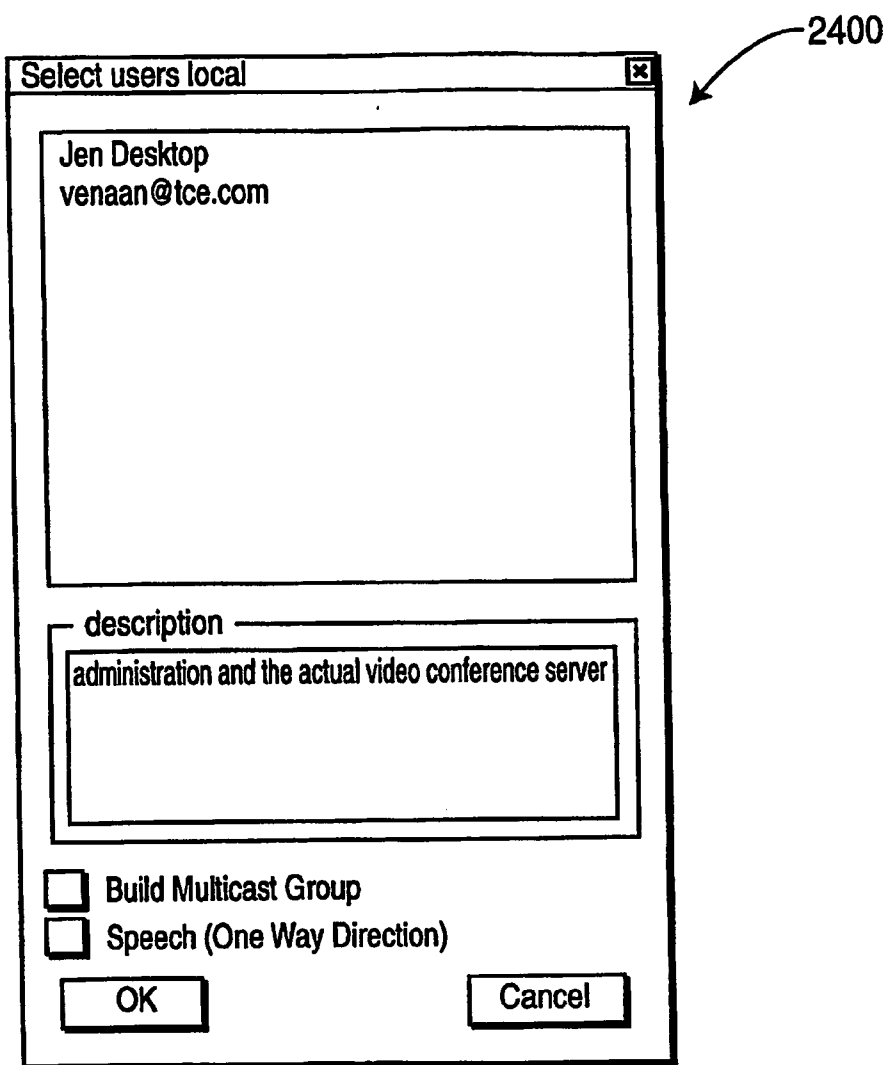 2400
Select users local
Jen Desktop
venaan@tce.com
description
administration and the actual video conference server
Build Multicast Group
Speech (One Way Direction)
OK
Cancel